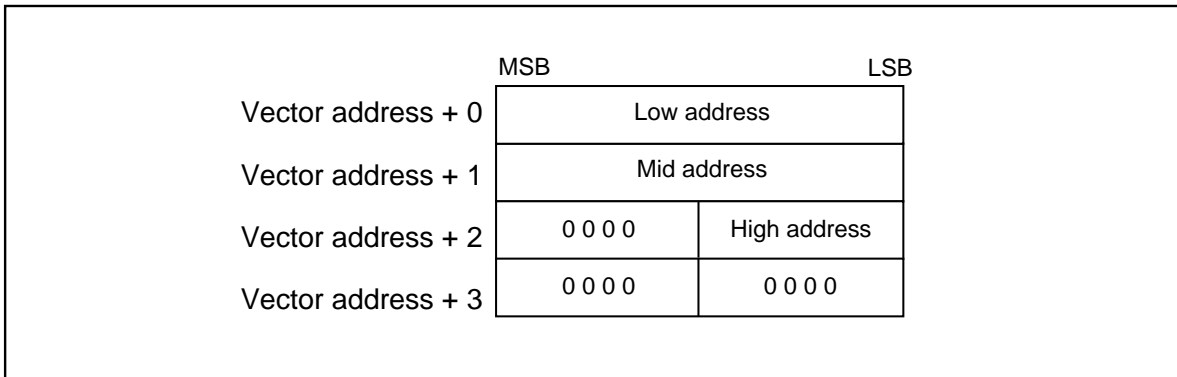 MSB LSB
Vector address + 0 Low address
Vector address + 1 Mid address
Vector address + 2 0 0 0 0 High address
Vector address + 3 0 0 0 0 0 0 0 0